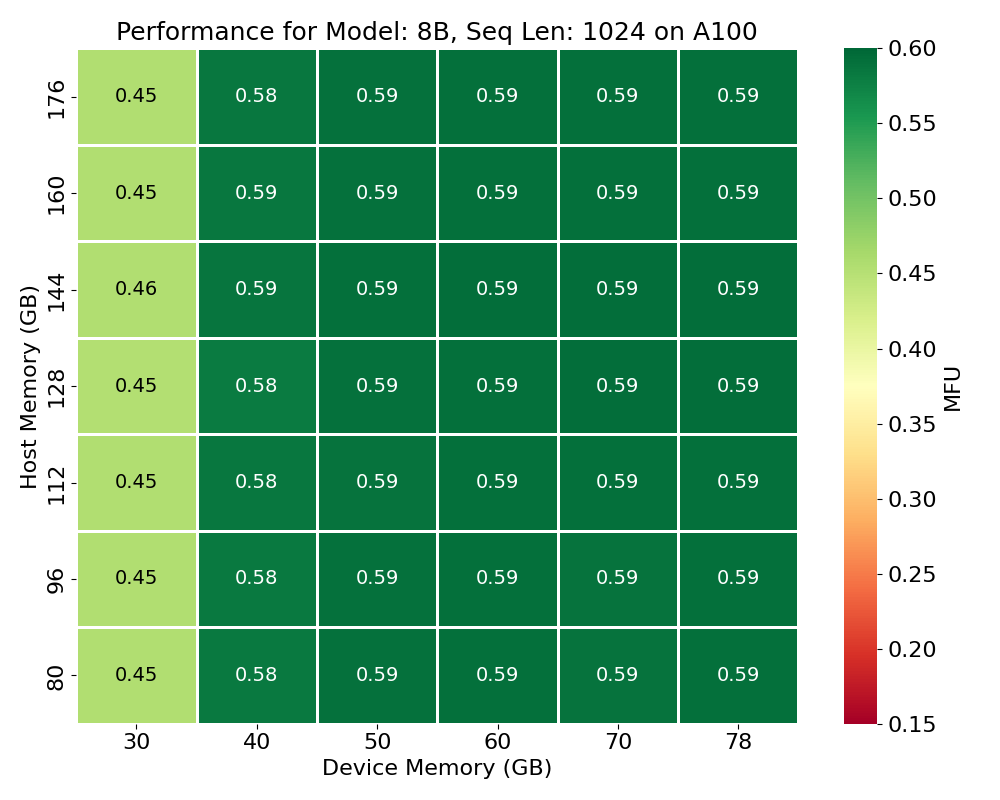 Performance for Model: 8B, Seq Len: 1024 on A100
Host Memory (GB)
176 0.45 0.58 0.59 0.59 0.59 0.59
160 0.45 0.59 0.59 0.59 0.59 0.59
144 0.46 0.59 0.59 0.59 0.59 0.59
128 0.45 0.58 0.59 0.59 0.59 0.59
112 0.45 0.58 0.59 0.59 0.59 0.59
96 0.45 0.58 0.59 0.59 0.59 0.59
80 0.45 0.58 0.59 0.59 0.59 0.59
30 40 50 60 70 78
Device Memory (GB)
0.60
0.55
0.50
0.45
0.40
0.35
0.30
0.25
0.20
0.15
MFU